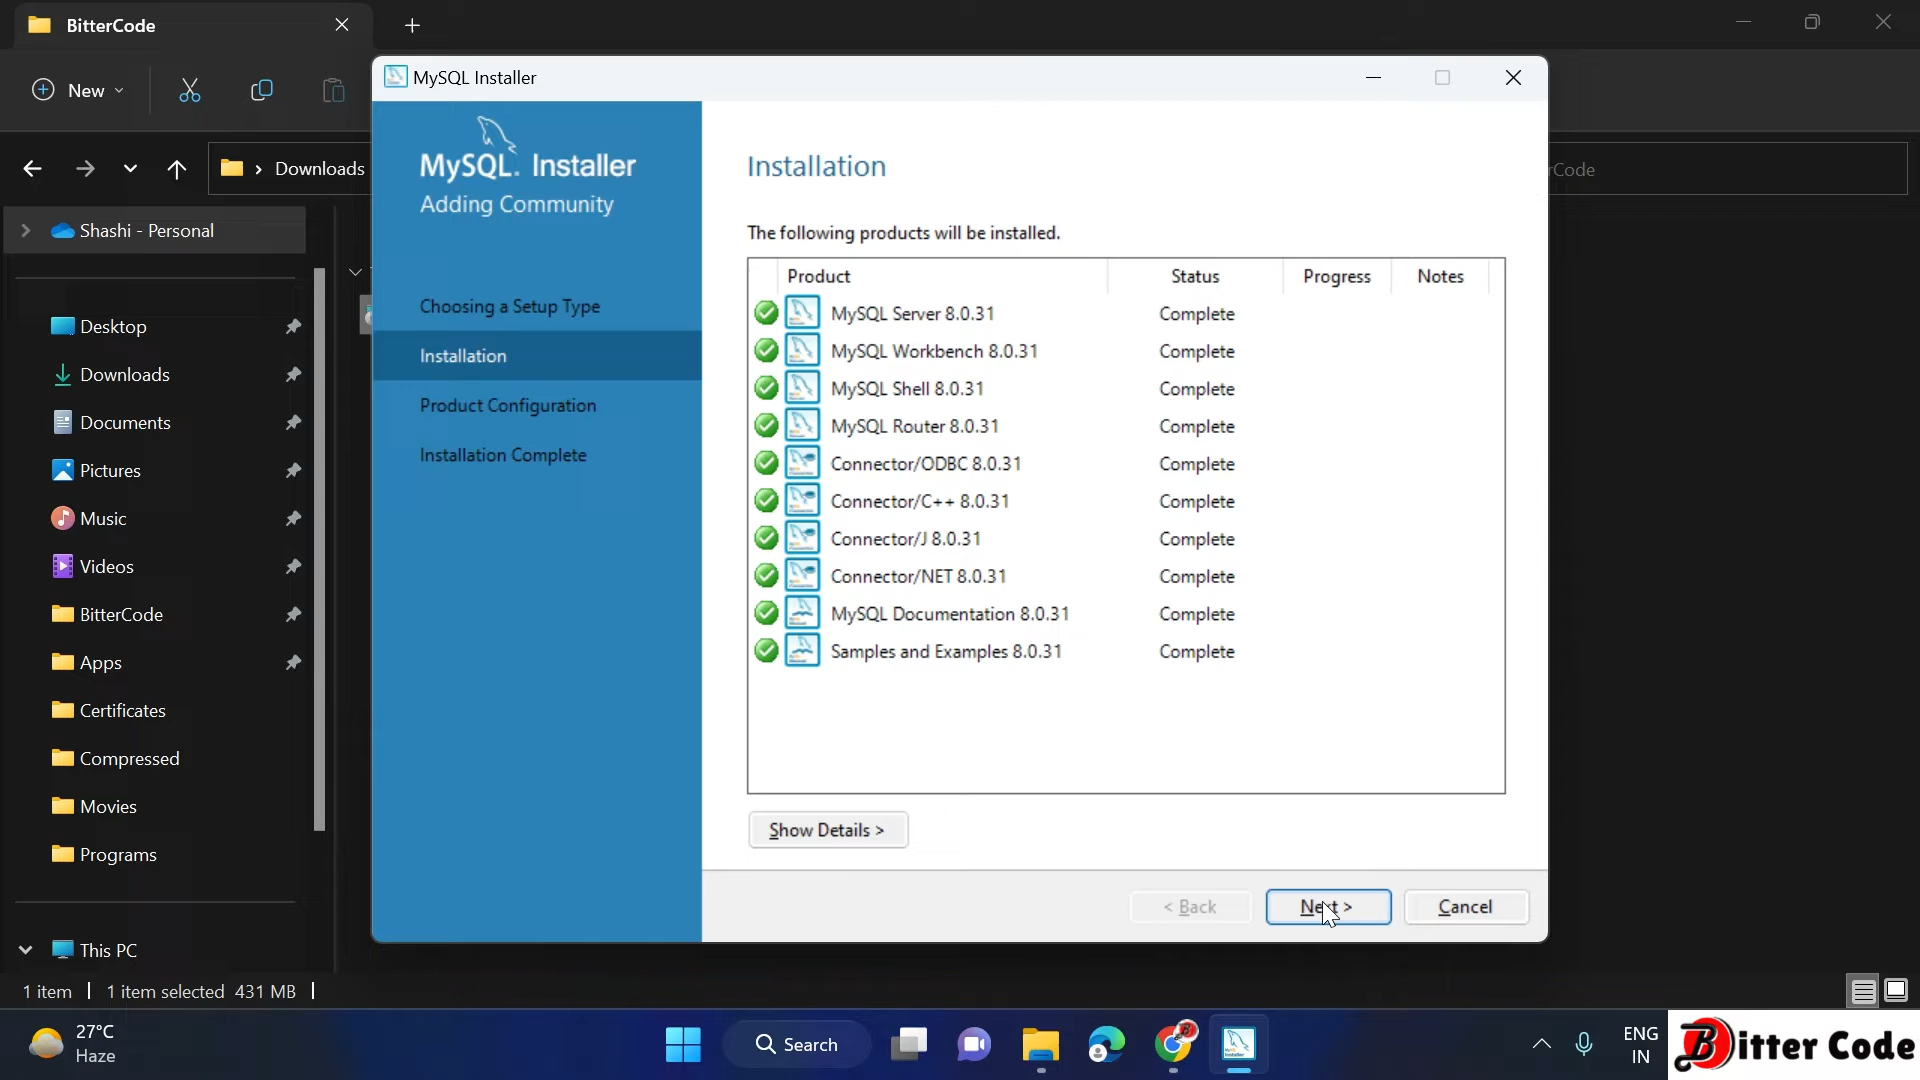 BitterCode
New
Downloads
rCode
Shashi - Personal
Desktop
Downloads
Documents
Pictures
Music
Videos
BitterCode
Apps
Certificates
Compressed
Movies
Programs
This PC
1 item | 1 item selected 431 MB |
MySQL Installer
MySQL. Installer
Adding Community
Choosing a Setup Type
Installation
Product Configuration
Installation Complete
Installation
The following products will be installed.
Product Status Progress Notes
MySQL Server 8.0.31 Complete
MySQL Workbench 8.0.31 Complete
MySQL Shell 8.0.31 Complete
MySQL Router 8.0.31 Complete
Connector/ODBC 8.0.31 Complete
Connector/C++ 8.0.31 Complete
Connector/J 8.0.31 Complete
Connector/NET 8.0.31 Complete
MySQL Documentation 8.0.31 Complete
Samples and Examples 8.0.31 Complete
Show Details >
< Back Next > Cancel
27°C
Haze
Search
ENG
IN
Bitter Code